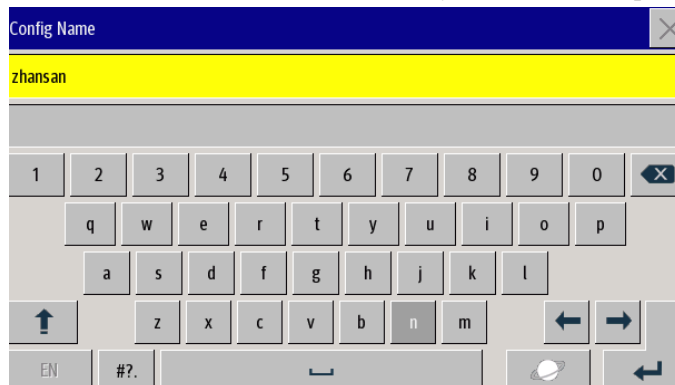 Config Name
zhansan
1 2 3 4 5 6 7 8 9 0
q w e r t y u i o p
a s d f g h j k l
z x c v b n m
EN #?.